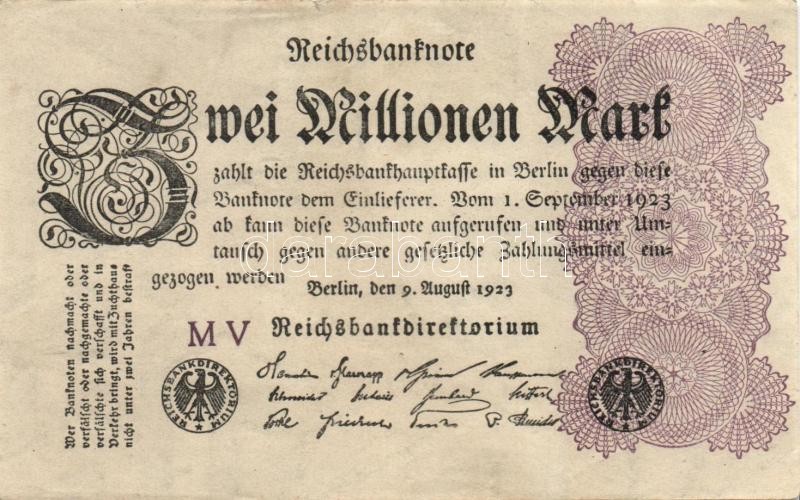 Reichsbanknote
Zwei Millionen Mark
zahlt die Reichsbankhauptkasse in Berlin gegen diese
Banknote dem Einlieferer. Vom 1. September 1923
ab kann diese Banknote aufgerufen und unter Um-
tausch gegen andere gesetzliche Zahlungsmittel ein-
gezogen werden
Berlin, den 9. August 1923
MV Reichsbankdirektorium
REICHSBANKDIREKTORIUM
REICHSBANKDIREKTORIUM
Wer Banknoten nachmacht oder
verfälscht oder nachgemachte oder
verfälschte sich verschafft und in
Verkehr bringt, wird mit Zuchthaus
nicht unter zwei Jahren bestraft
darabanth